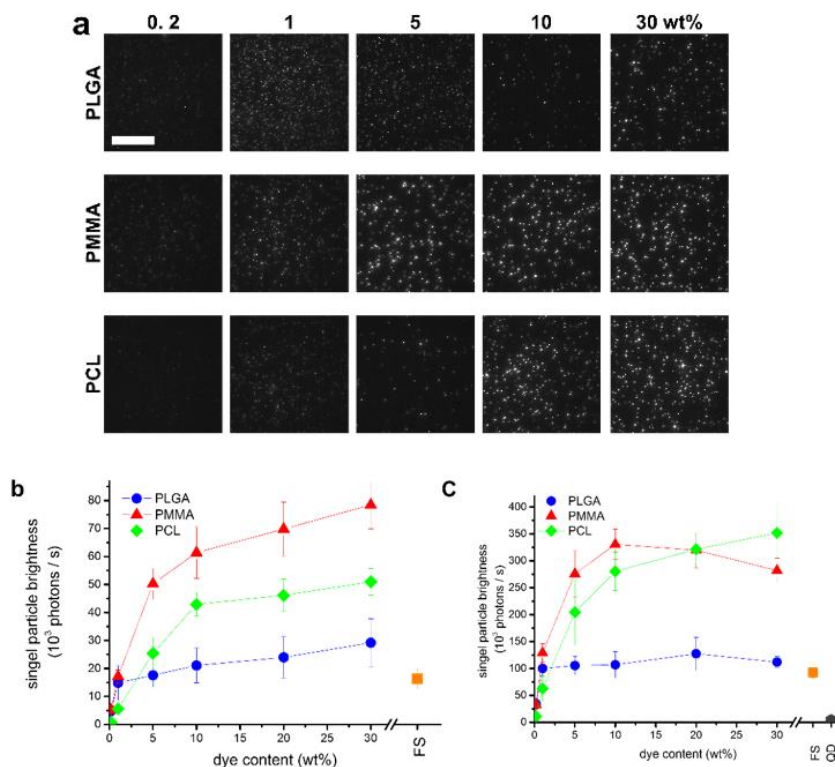 a
0. 2 1 5 10 30 wt%
PLGA
PMMA
PCL
b
PLGA
PMMA
PCL
singel particle brightness
(10³ photons / s)
80
70
60
50
40
30
20
10
0
0 5 10 15 20 25 30
FS
dye content (wt%)
C
PLGA
PMMA
PCL
singel particle brightness
(10³ photons / s)
350
300
250
200
150
100
50
0
0 5 10 15 20 25 30
FS
QD
dye content (wt%)